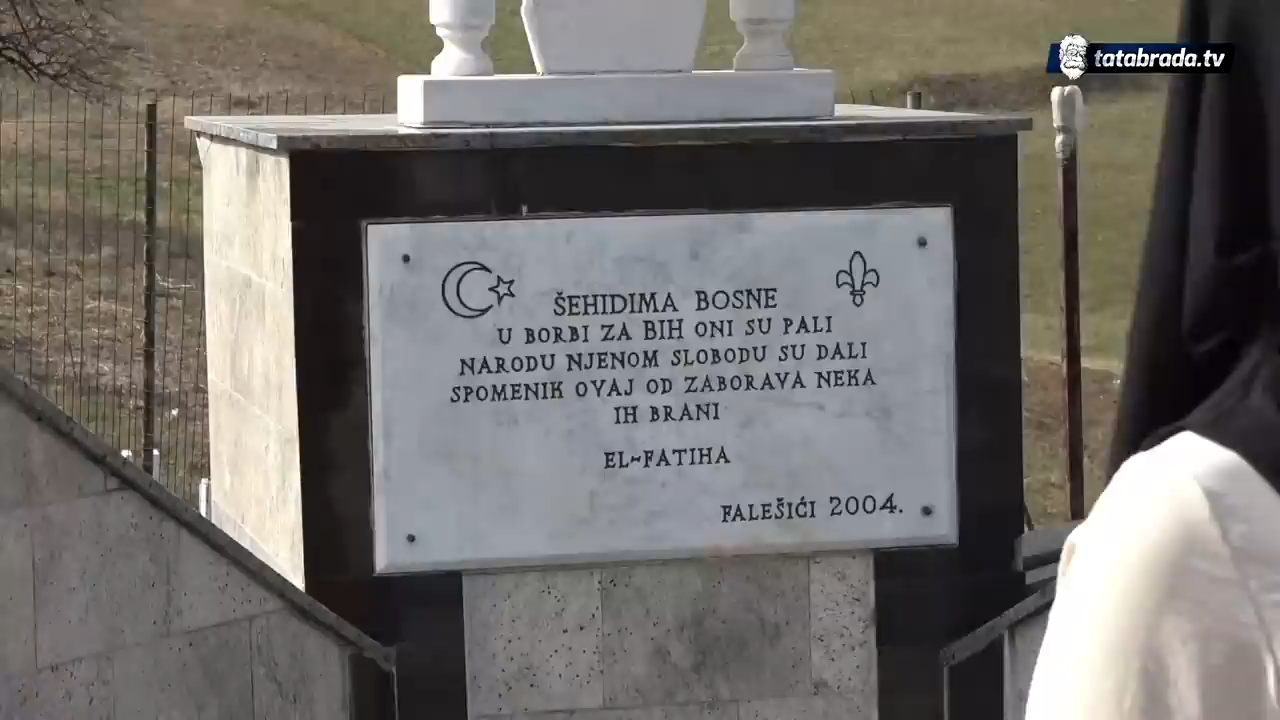 tatabrada.tv
ŠEHIDIMA BOSNE
U BORBI ZA BIH ONI SU PALI
NARODU NJENOM SLOBODU SU DALI
SPOMENIK OVAJ OD ZABORAVA NEKA
IH BRANI
EL-FATIHA
FALEŠIĆI 2004.